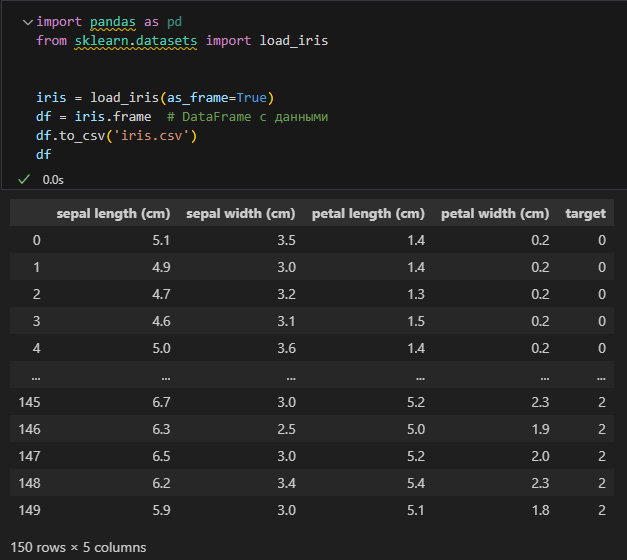 import pandas as pd
from sklearn.datasets import load_iris
iris = load_iris(as_frame=True)
df = iris.frame  # DataFrame с данными
df.to_csv('iris.csv')
df
0.0s
sepal length (cm) sepal width (cm) petal length (cm) petal width (cm) target
0 5.1 3.5 1.4 0.2 0
1 4.9 3.0 1.4 0.2 0
2 4.7 3.2 1.3 0.2 0
3 4.6 3.1 1.5 0.2 0
4 5.0 3.6 1.4 0.2 0
... ... ... ... ... ...
145 6.7 3.0 5.2 2.3 2
146 6.3 2.5 5.0 1.9 2
147 6.5 3.0 5.2 2.0 2
148 6.2 3.4 5.4 2.3 2
149 5.9 3.0 5.1 1.8 2
150 rows × 5 columns